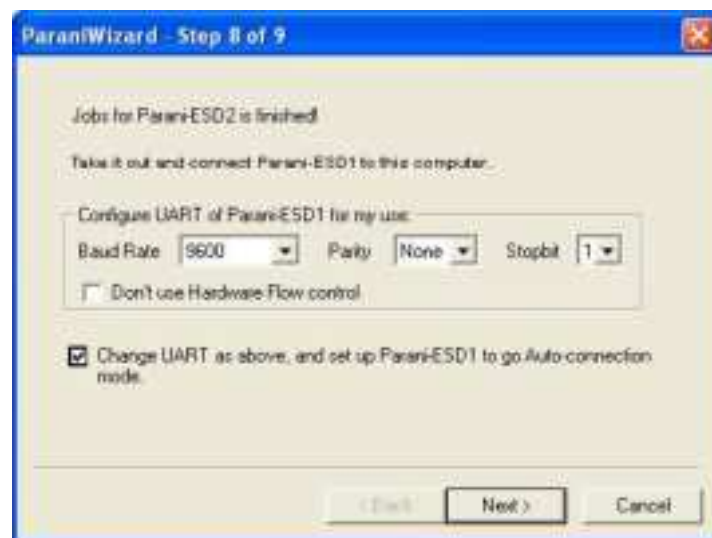 ParaniWizard - Step 8 of 9
Jobs for Parani-ESD2 is finished!
Take it out and connect Parani-ESD1 to this computer.
Configure UART of Parani-ESD1 for my use:
Baud Rate 9600 Parity None Stopbit 1
Don't use Hardware Flow control
Change UART as above, and set up Parani-ESD1 to go Auto-connection
mode.
< Back Next > Cancel